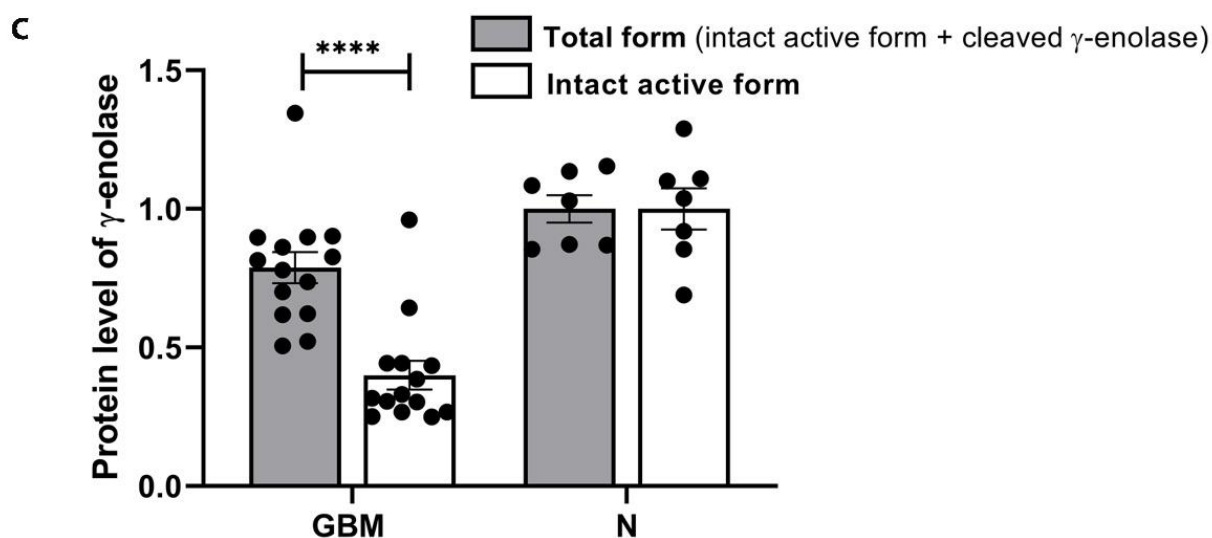 C
****
Total form (intact active form + cleaved γ-enolase)
Intact active form
Protein level of γ-enolase
1.5
1.0
0.5
0.0
GBM
N